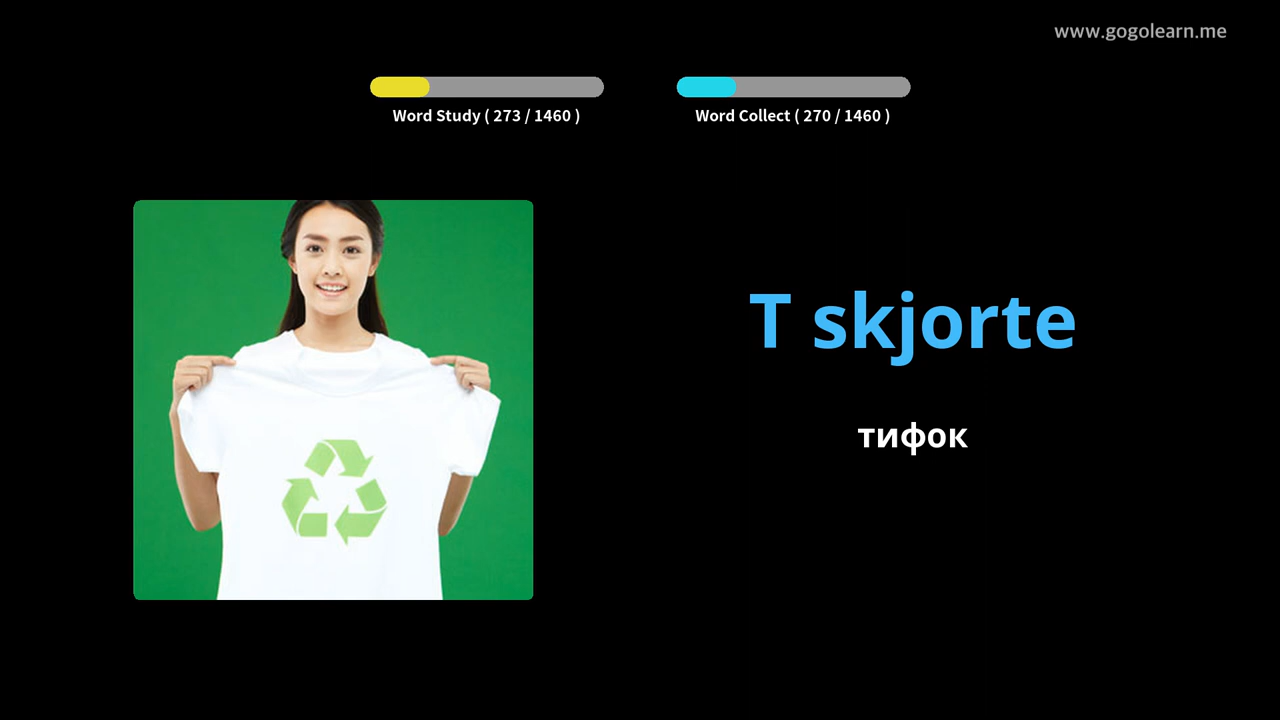 www.gogolearn.me
Word Study ( 273 / 1460 )
Word Collect ( 270 / 1460 )
T skjorte
тифок